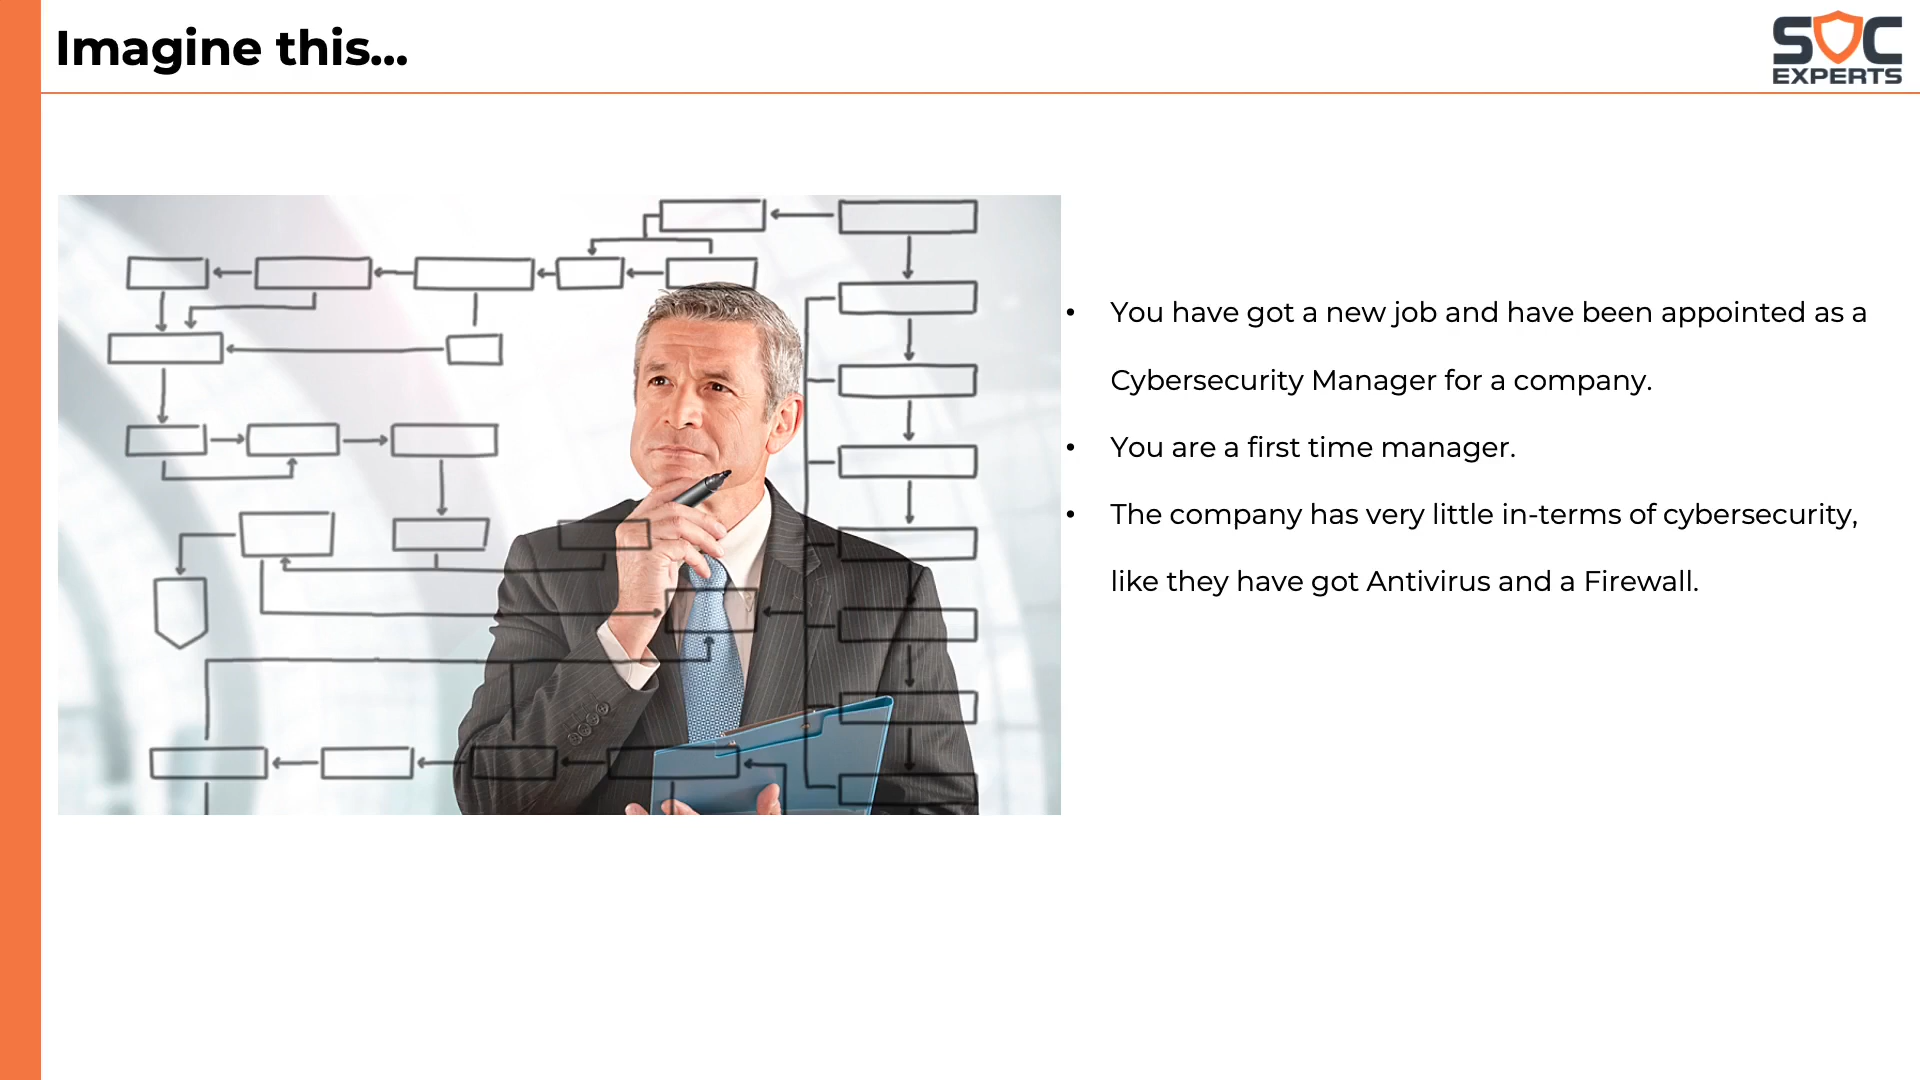 Imagine this...
SOC
EXPERTS
• You have got a new job and have been appointed as a
Cybersecurity Manager for a company.
• You are a first time manager.
• The company has very little in-terms of cybersecurity,
like they have got Antivirus and a Firewall.